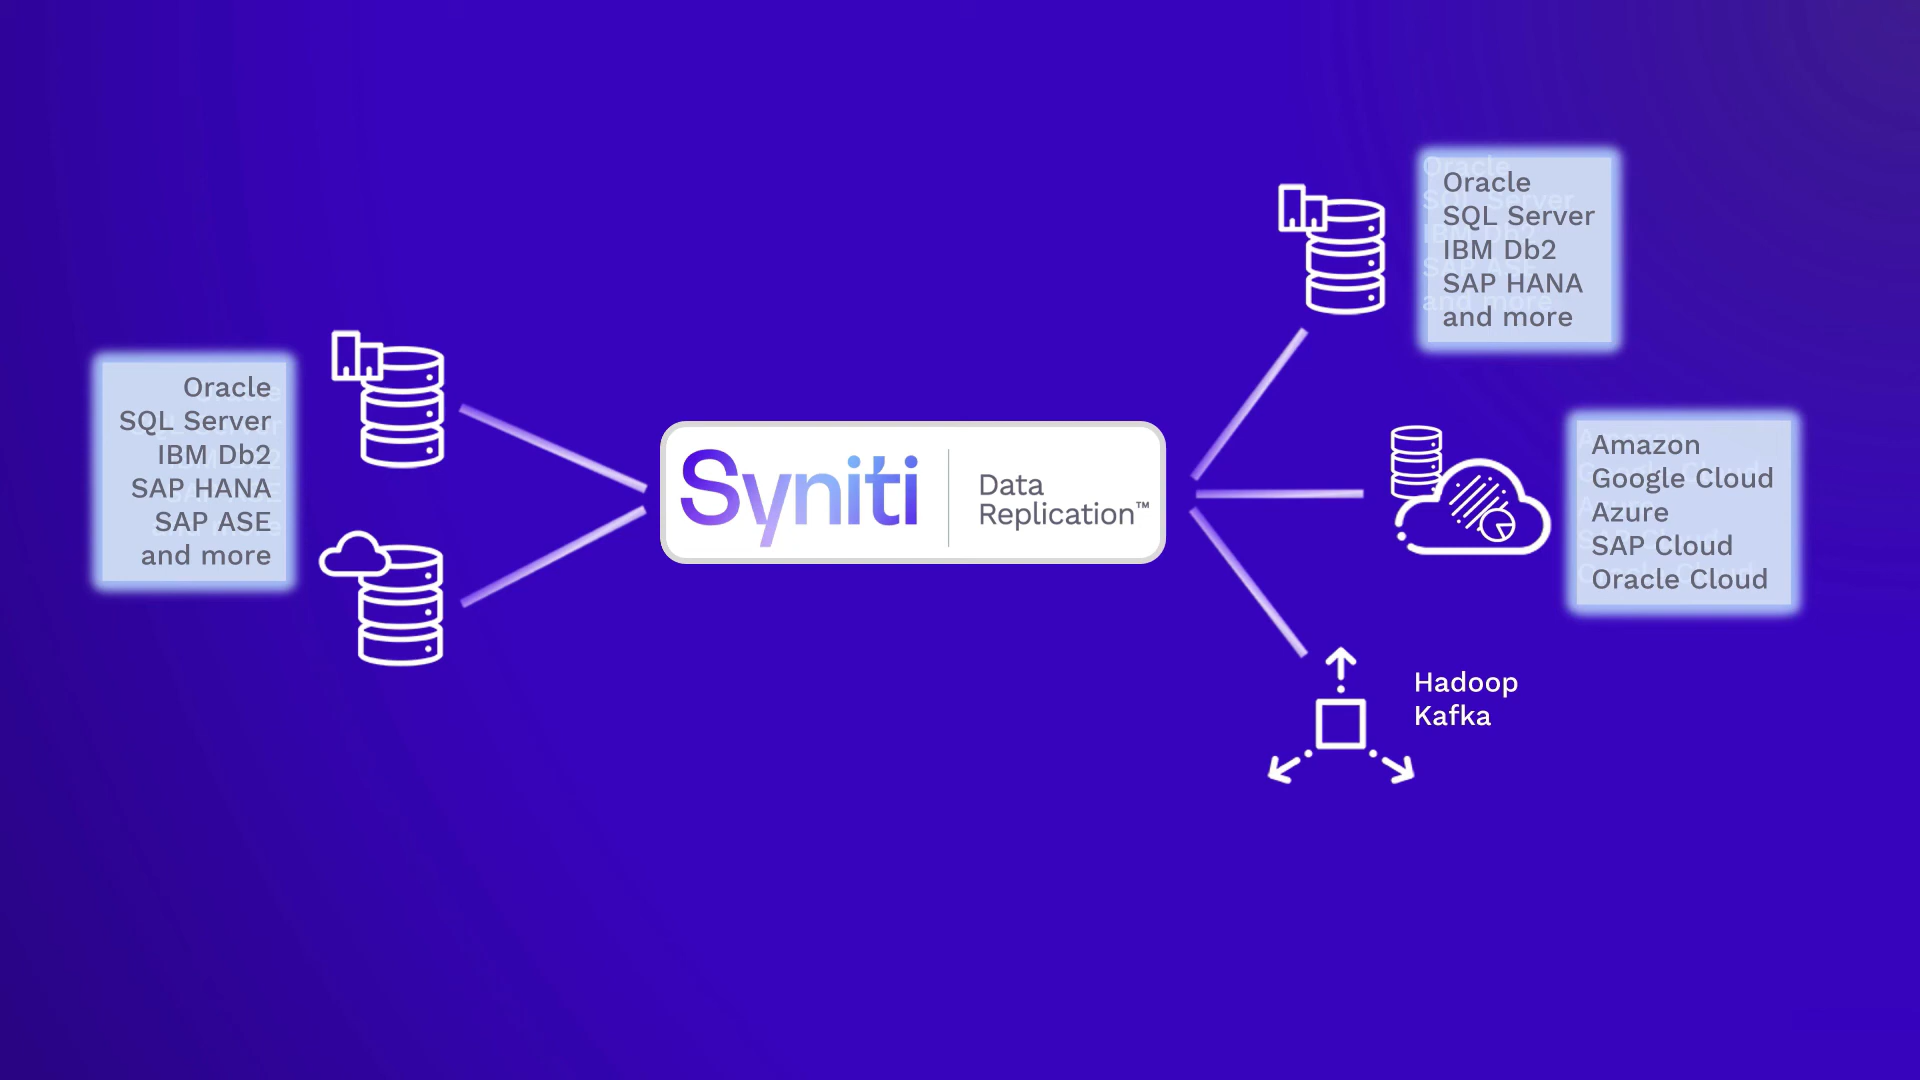 Oracle
SQL Server
IBM Db2
SAP HANA
SAP ASE
and more
Syniti
Data
Replication™
Oracle
SQL Server
IBM Db2
SAP HANA
and more
Amazon
Google Cloud
Azure
SAP Cloud
Oracle Cloud
Hadoop
Kafka